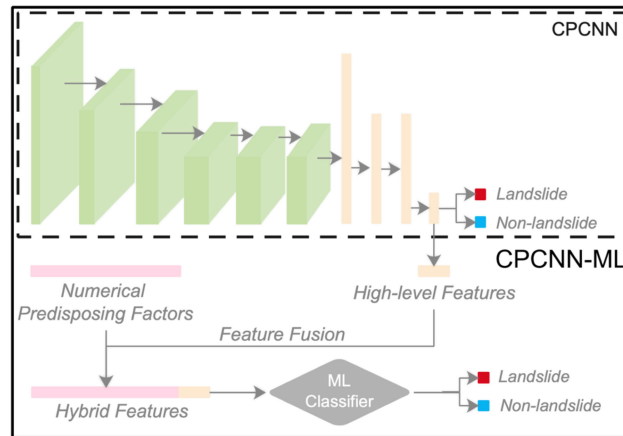 CPCNN
Landslide
Non-landslide
CPCNN-ML
Numerical
Predisposing Factors
High-level Features
Feature Fusion
Hybrid Features
ML
Classifier
Landslide
Non-landslide